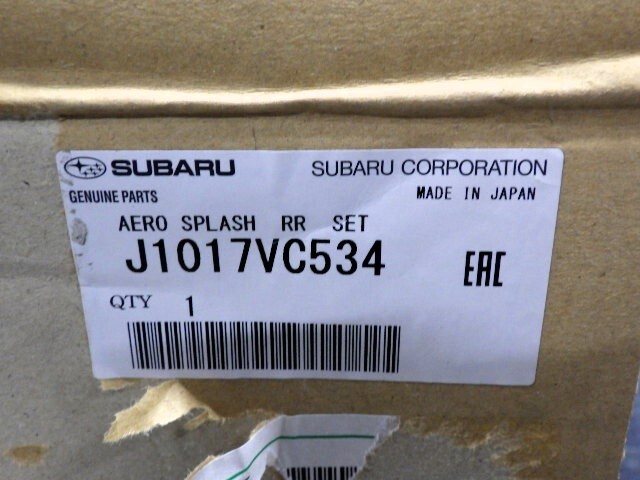 SUBARU SUBARU CORPORATION
GENUINE PARTS MADE IN JAPAN
AERO SPLASH RR SET
J1017VC534
EAC
QTY 1